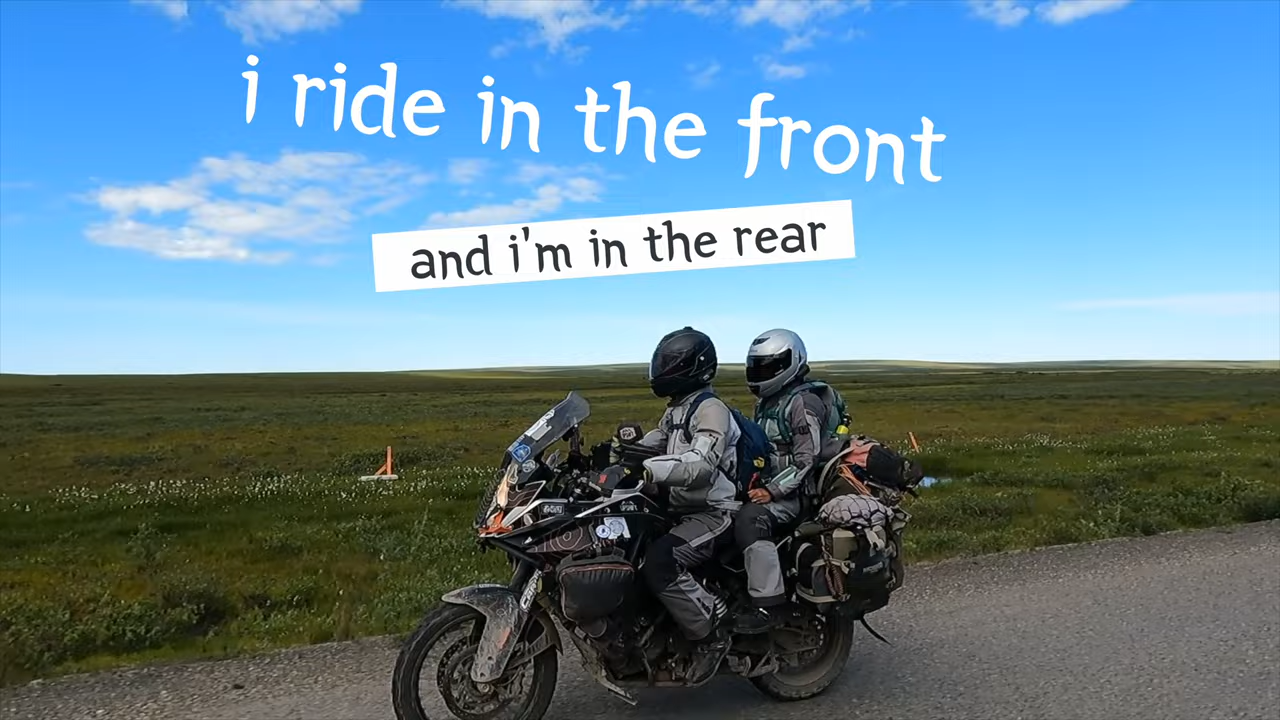 i ride in the front
and i'm in the rear